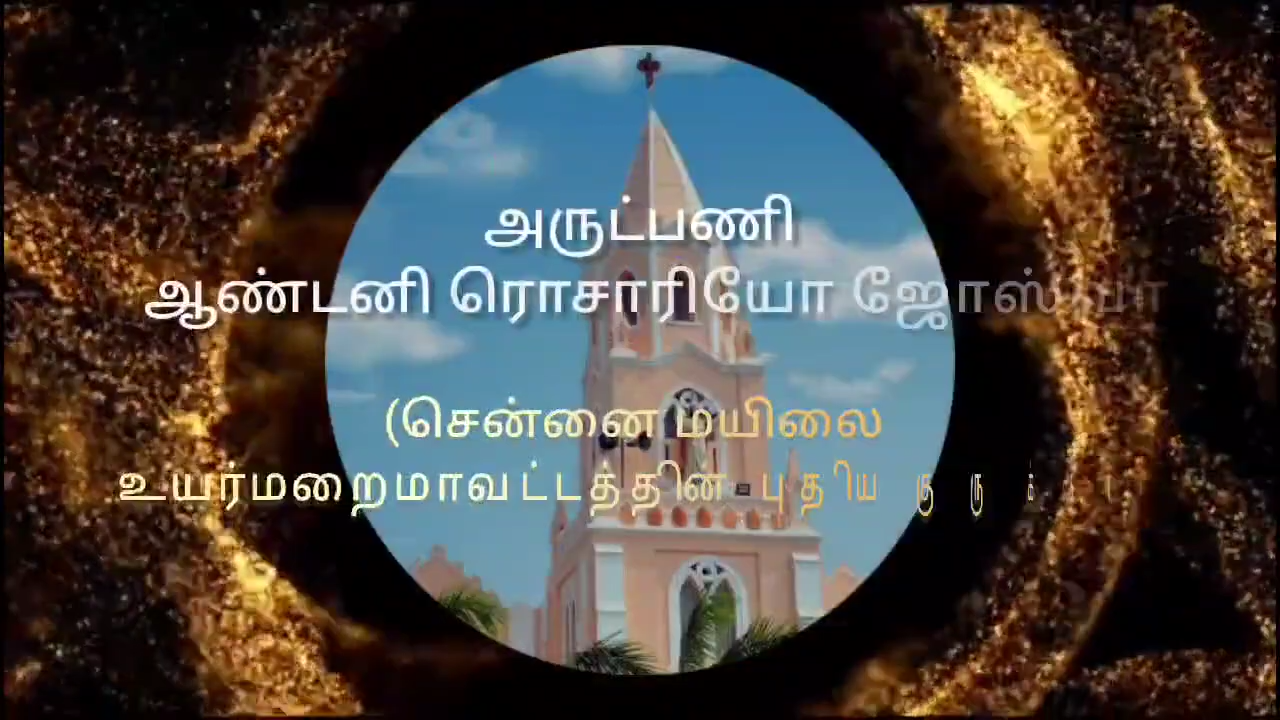 அருட்பணி
ஆண்டனி ரொசாரியோ ஜோஸ்வா
(சென்னை மயிலை
உயர்மறைமாவட்டத்தின் புதிய